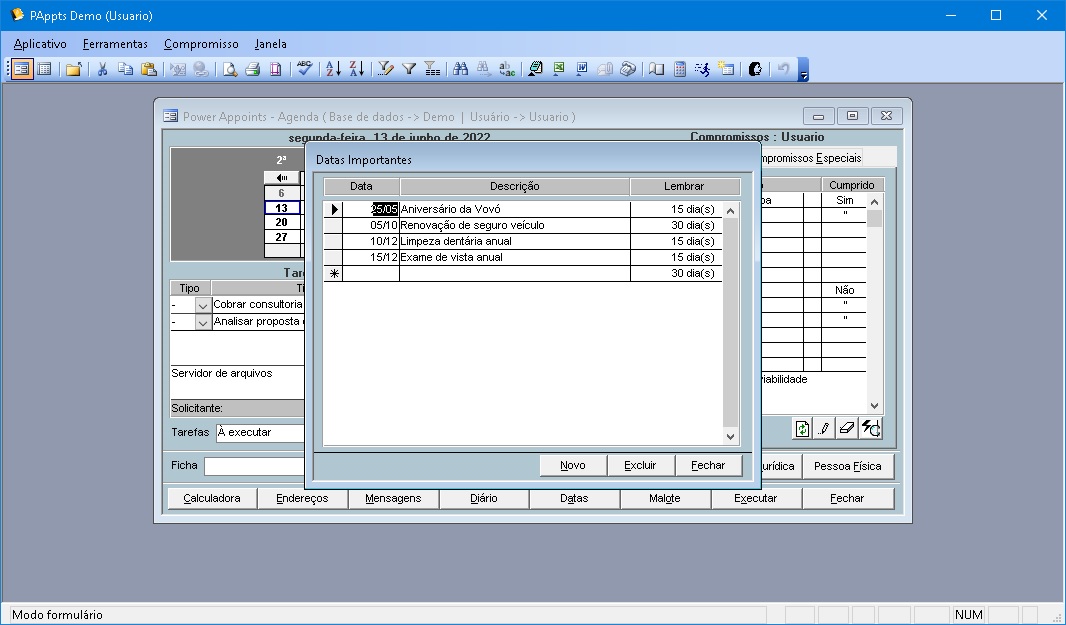 PAppts Demo (Usuario)
Aplicativo Ferramentas Compromisso Janela
Power Appoints - Agenda ( Base de dados -> Demo | Usuário -> Usuario )
segunda-feira, 13 de junho de 2022
Compromissos : Usuario
Datas Importantes
mpromissos Especiais
2ª
Data Descrição Lembrar
Cumprido
6
13
20
27
25/05 Aniversário da Vovó 15 dia(s)
05/10 Renovação de seguro veículo 30 dia(s)
10/12 Limpeza dentária anual 15 dia(s)
15/12 Exame de vista anual 15 dia(s)
30 dia(s)
Sim
"
Não
"
"
Tar
Tipo
- Cobrar consultoria
- Analisar proposta
Servidor de arquivos
Solicitante:
Tarefas À executar
viabilidade
Novo Excluir Fechar
Ficha
urídica Pessoa Física
Calculadora Endereços Mensagens Diário Datas Malote Executar Fechar
Modo formulário NUM